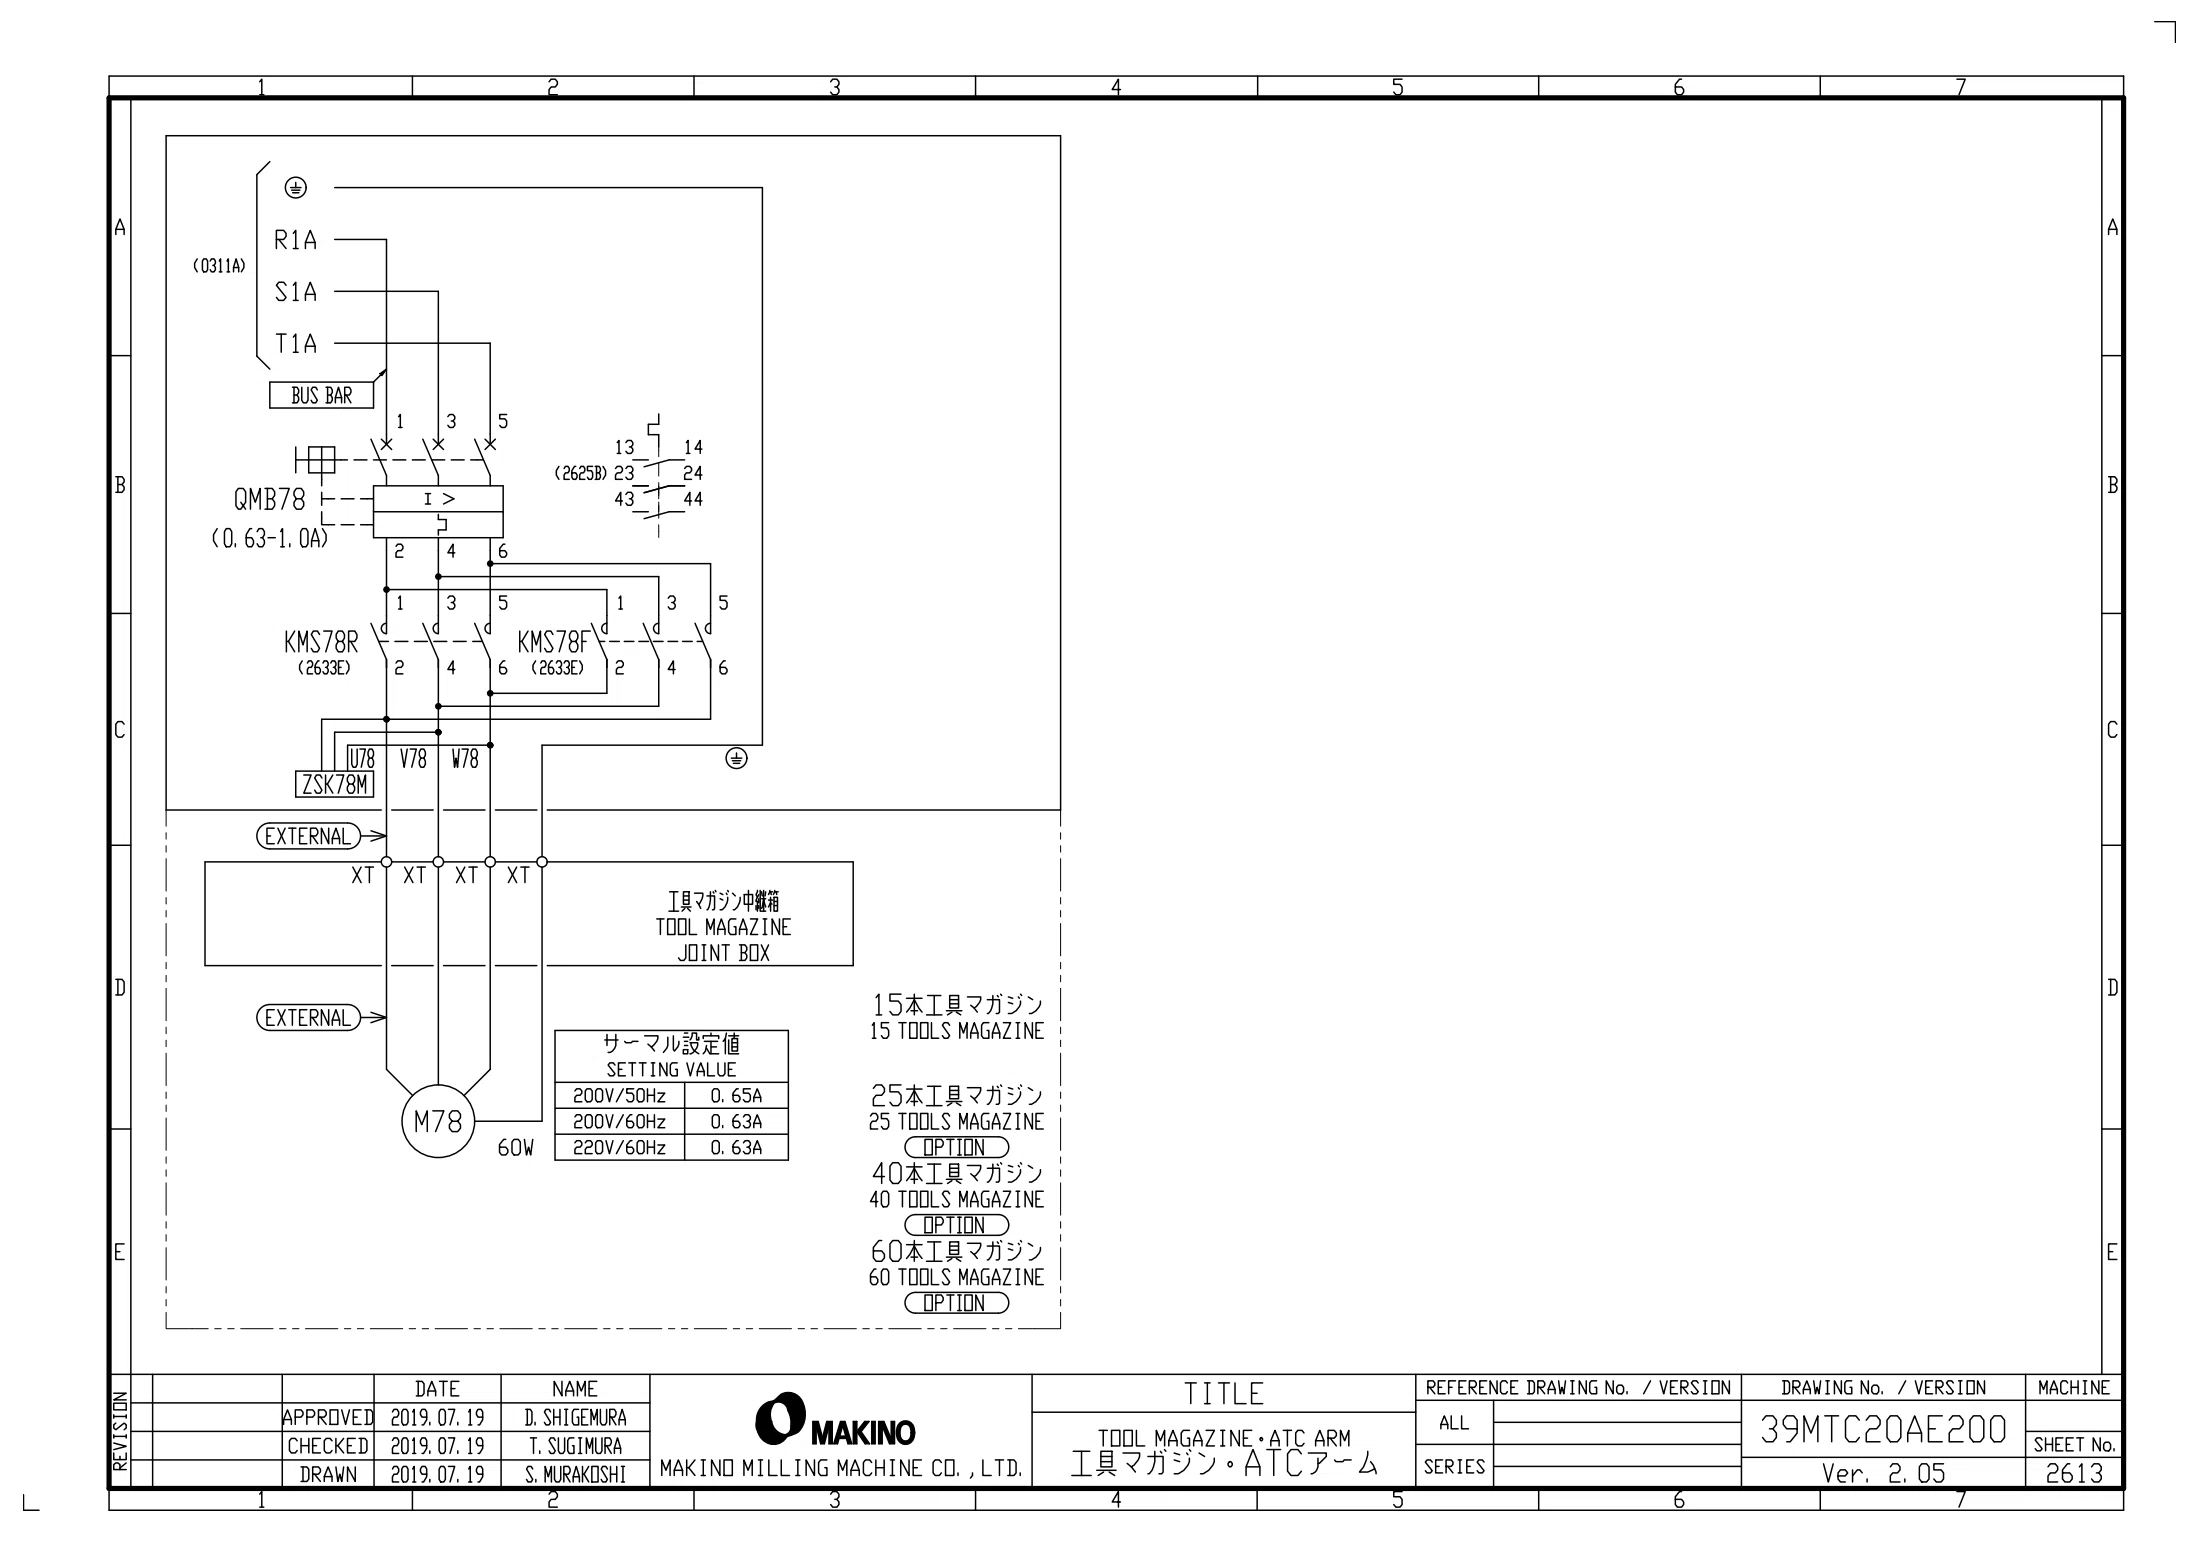 1 2 3 4 5 6 7
A A
R1A
(0311A)
S1A
T1A
BUS BAR
1 3 5
B B
13 14
(2625B) 23 24
43 44
QMB78
I >
(0.63-1.0A)
2 4 6
1 3 5 1 3 5
KMS78R KMS78F
(2633E) 2 4 6 (2633E) 2 4 6
C C
U78 V78 W78
ZSK78M
EXTERNAL
XT XT XT XT
工具マガジン中継箱
TOOL MAGAZINE
JOINT BOX
D D
EXTERNAL
15本工具マガジン
15 TOOLS MAGAZINE
サーマル設定値
SETTING VALUE
200V/50Hz 0.65A
200V/60Hz 0.63A
220V/60Hz 0.63A
M78
60W
25本工具マガジン
25 TOOLS MAGAZINE
OPTION
40本工具マガジン
40 TOOLS MAGAZINE
OPTION
E E
60本工具マガジン
60 TOOLS MAGAZINE
OPTION
REVISION
DATE NAME
APPROVED 2019.07.19 D. SHIGEMURA
CHECKED 2019.07.19 T. SUGIMURA
DRAWN 2019.07.19 S. MURAKOSHI
MAKINO
MAKINO MILLING MACHINE CO.,LTD.
TITLE
TOOL MAGAZINE・ATC ARM
工具マガジン・ATCアーム
REFERENCE DRAWING No. / VERSION
ALL
SERIES
DRAWING No. / VERSION
39MTC20AE200
Ver. 2.05
MACHINE
SHEET No.
2613
1 2 3 4 5 6 7